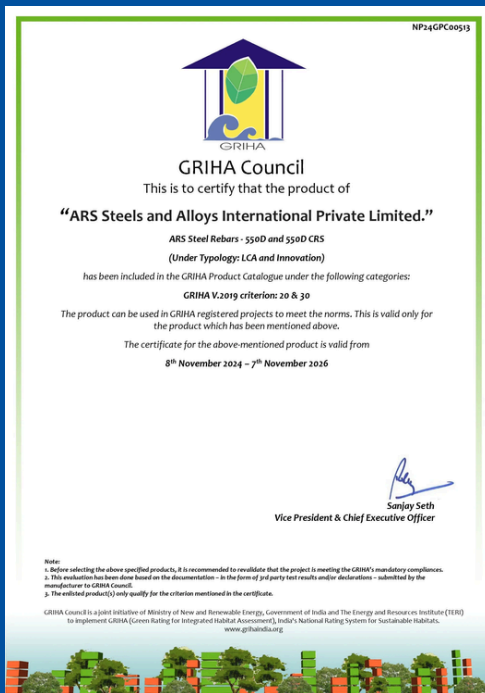 NP24GPC00513
GRIHA
GRIHA Council
This is to certify that the product of
“ARS Steels and Alloys International Private Limited.”
ARS Steel Rebars - 550D and 550D CRS
(Under Typology: LCA and Innovation)
has been included in the GRIHA Product Catalogue under the following categories:
GRIHA V.2019 criterion: 20 & 30
The product can be used in GRIHA registered projects to meet the norms. This is valid only for
the product which has been mentioned above.
The certificate for the above-mentioned product is valid from
8th November 2024 – 7th November 2026
Sanjay Seth
Vice President & Chief Executive Officer
Note:
1. Before selecting the above specified products, it is recommended to revalidate that the project is meeting the GRIHA's mandatory compliances.
2. This evaluation has been done based on the documentation – in the form of 3rd party test results and/or declarations – submitted by the
manufacturer to GRIHA Council.
3. The enlisted product(s) only qualify for the criterion mentioned in the certificate.
GRIHA Council is a joint initiative of Ministry of New and Renewable Energy, Government of India and The Energy and Resources Institute (TERI)
to implement GRIHA (Green Rating for Integrated Habitat Assessment), India's National Rating System for Sustainable Habitats.
www.grihaindia.org